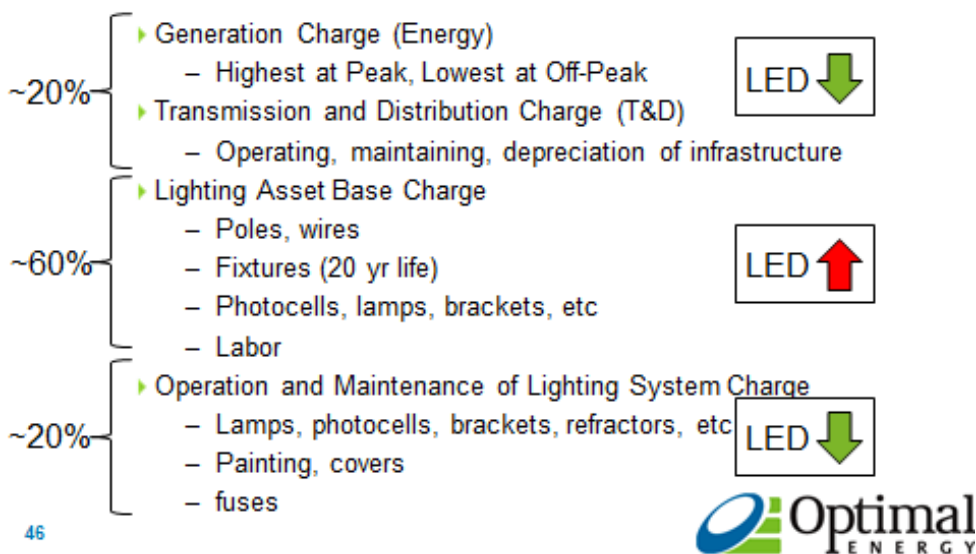 Generation Charge (Energy)
– Highest at Peak, Lowest at Off-Peak
LED
~20%
Transmission and Distribution Charge (T&D)
– Operating, maintaining, depreciation of infrastructure
Lighting Asset Base Charge
– Poles, wires
~60%
– Fixtures (20 yr life)
LED
– Photocells, lamps, brackets, etc
– Labor
Operation and Maintenance of Lighting System Charge
– Lamps, photocells, brackets, refractors, etc
~20%
LED
– Painting, covers
– fuses
46
Optimal
ENERGY